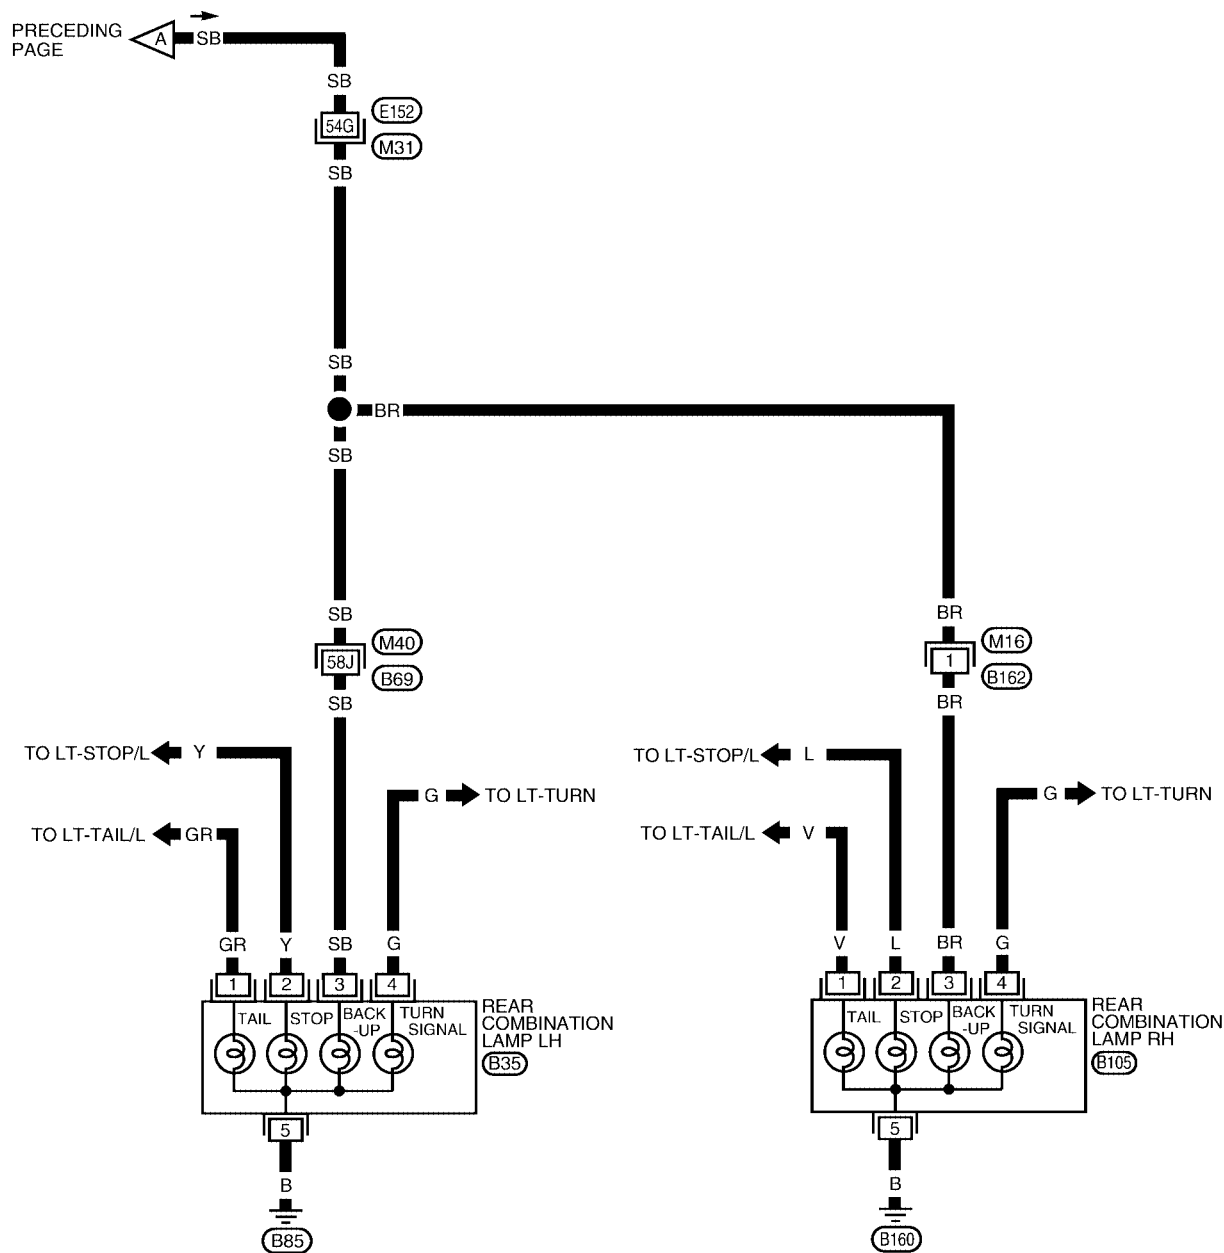 PRECEDING
PAGE
A
SB
SB
54G
E152
M31
SB
SB
BR
SB
SB
BR
58J
M40
B69
1
M16
B162
SB
BR
TO LT-STOP/L
Y
TO LT-STOP/L
L
G
TO LT-TURN
G
TO LT-TURN
TO LT-TAIL/L
GR
TO LT-TAIL/L
V
GR
Y
SB
G
V
L
BR
G
1
2
3
4
1
2
3
4
TAIL
STOP
BACK
-UP
TURN
SIGNAL
REAR
COMBINATION
LAMP LH
B35
TAIL
STOP
BACK
-UP
TURN
SIGNAL
REAR
COMBINATION
LAMP RH
B105
5
5
B
B
B85
B160